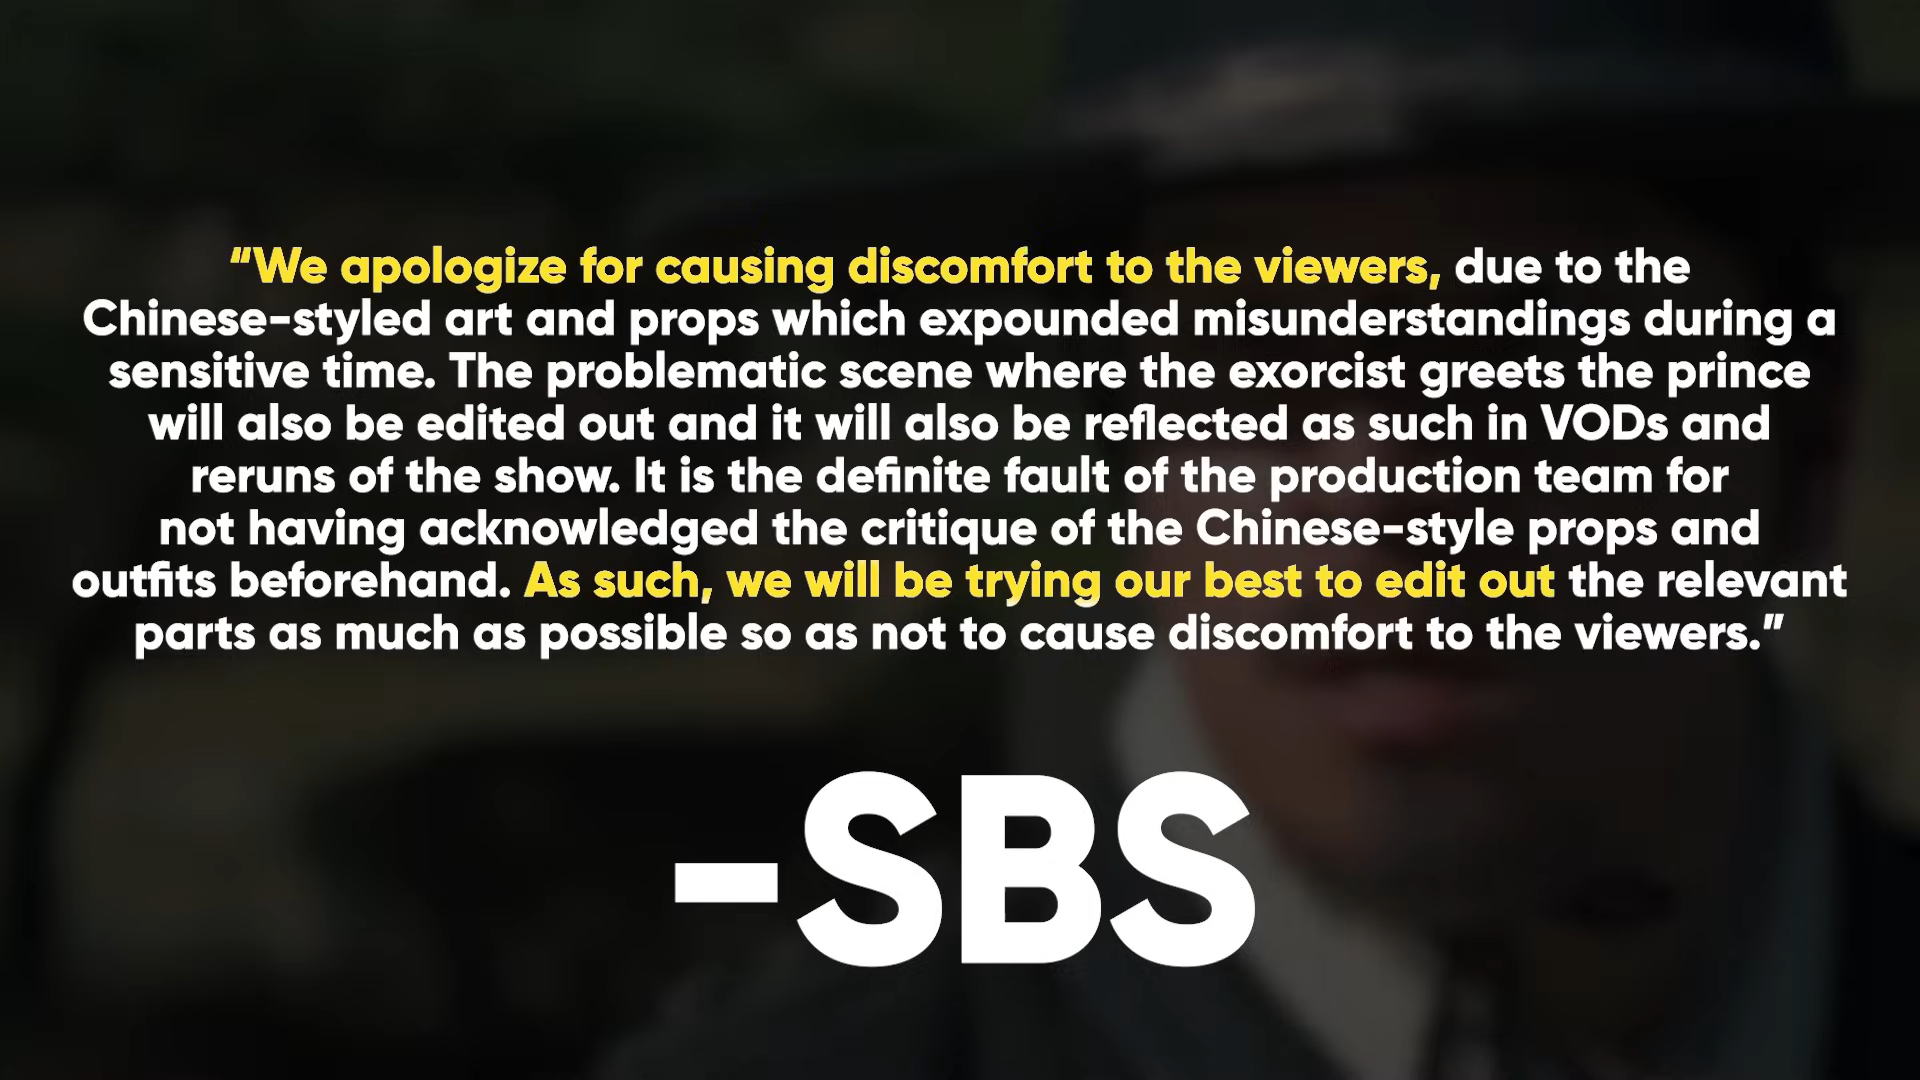 “We apologize for causing discomfort to the viewers, due to the
Chinese-styled art and props which expounded misunderstandings during a
sensitive time. The problematic scene where the exorcist greets the prince
will also be edited out and it will also be reflected as such in VODs and
reruns of the show. It is the definite fault of the production team for
not having acknowledged the critique of the Chinese-style props and
outfits beforehand. As such, we will be trying our best to edit out the relevant
parts as much as possible so as not to cause discomfort to the viewers.”
-SBS